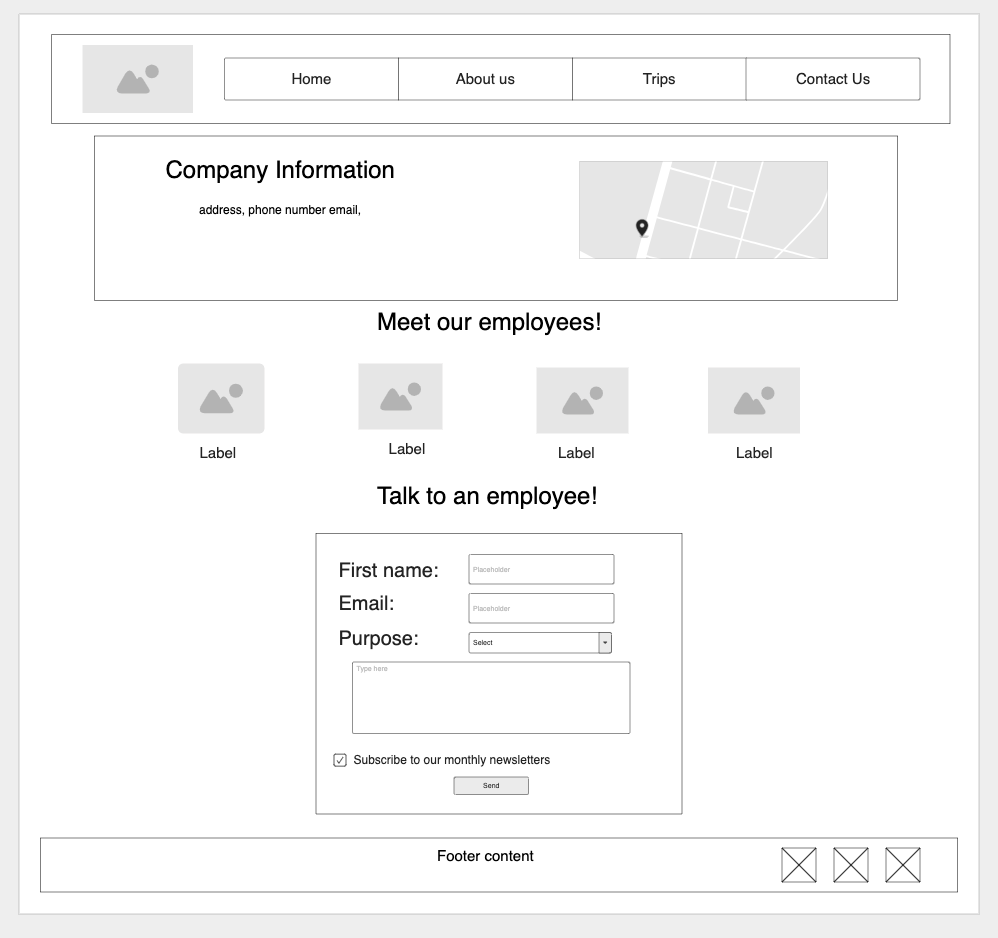 Home About us Trips Contact Us
Company Information
address, phone number email,
Meet our employees!
Label Label Label Label
Talk to an employee!
First name: Placeholder
Email: Placeholder
Purpose: Select
Type here
Subscribe to our monthly newsletters
Send
Footer content